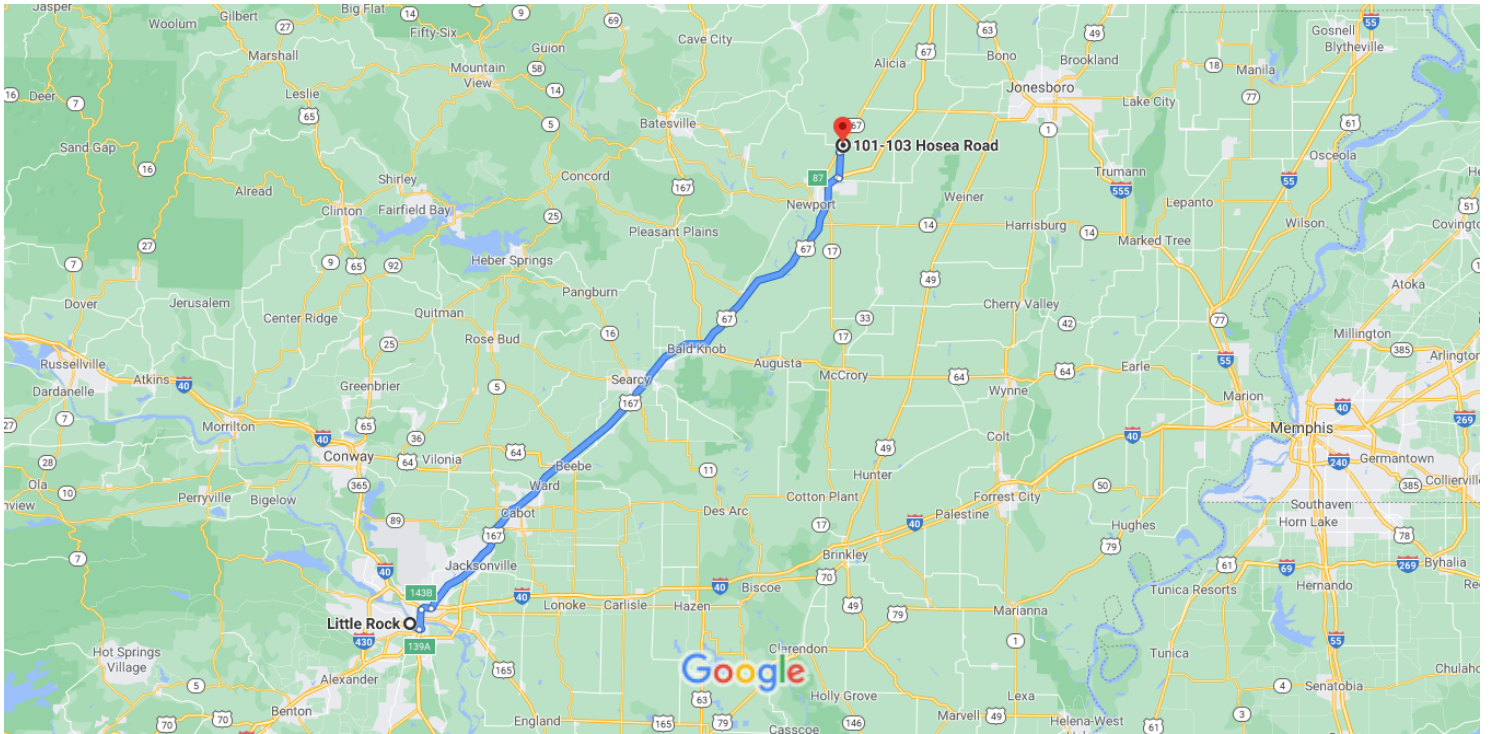 Jasper
Gilbert
Big Flat
14
9
69
63
49
55
Gosnell
Woolum
27
Fifty-Six
Cave City
67
Bono
Brookland
Blytheville
Marshall
Guion
58
Alicia
18
Manila
Mountain
View
16
Deer
7
Leslie
14
Jonesboro
Lake City
77
65
5
Batesville
67
1
61
Sand Gap
16
101-103 Hosea Road
Osceola
Alread
Shirley
Concord
167
87
Trumann
55
555
Clinton
Fairfield Bay
25
Newport
Weiner
Lepanto
Wilson
51
Covingto
27
Pleasant Plains
14
Harrisburg
14
Marked Tree
7
9
65
92
Heber Springs
67
17
49
Dover
Jerusalem
Center Ridge
Quitman
Pangburn
Cherry Valley
Atoka
67
33
42
77
Russellville
25
Rose Bud
16
17
Millington
385
Arlington
Bald Knob
Augusta
McCrory
64
64
Earle
55
Dardanelle
Atkins
40
Greenbrier
5
Searcy
Wynne
Marion
7
27
Morrilton
65
167
40
269
40
36
49
Colt
40
Memphis
28
Conway
64
Vilonia
64
Beebe
240
Germantown
Ola
10
365
Ward
11
Hunter
50
385
Collierville
nview
Perryville
Bigelow
Cotton Plant
Forrest City
Southaven
Horn Lake
89
Cabot
Des Arc
17
40
Palestine
Hughes
78
7
167
79
Jacksonville
Brinkley
61
69
269
Byhalia
40
143B
40
40
Biscoe
70
Tunica Resorts
Hernando
Lonoke
Carlisle
Hazen
49
79
Marianna
Little Rock
430
139A
1
55
Hot Springs
Village
Google
Clarendon
Tunica
5
Alexander
165
63
Holly Grove
Lexa
4
Senatobia
Benton
70
70
England
165
79
146
Marvell
49
Helena-West
61
3
Casscoe